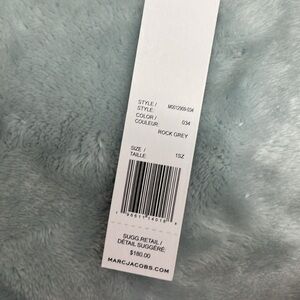 STYLE / M0012909-034
STYLE
COLOR / 034
COULEUR
ROCK GREY
SIZE / 1SZ
TAILLE
SUGG. RETAIL /
DÉTAIL SUGGÉRÉ:
$180.00
MARCJACOBS.COM